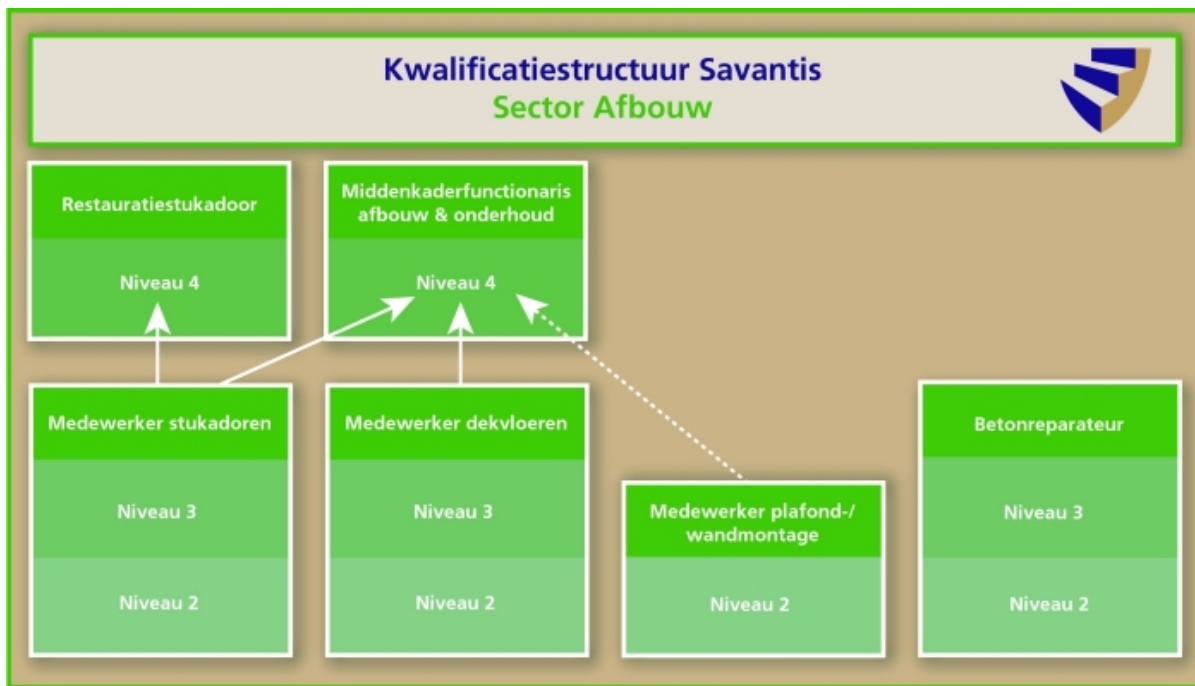 Kwalificatiestructuur Savantis
Sector Afbouw
Restauratiestukadoor
Niveau 4
Middenkaderfunctionaris
afbouw & onderhoud
Niveau 4
Medewerker stukadoren
Niveau 3
Niveau 2
Medewerker dekvloeren
Niveau 3
Niveau 2
Medewerker plafond-/
wandmontage
Niveau 2
Betonreparateur
Niveau 3
Niveau 2